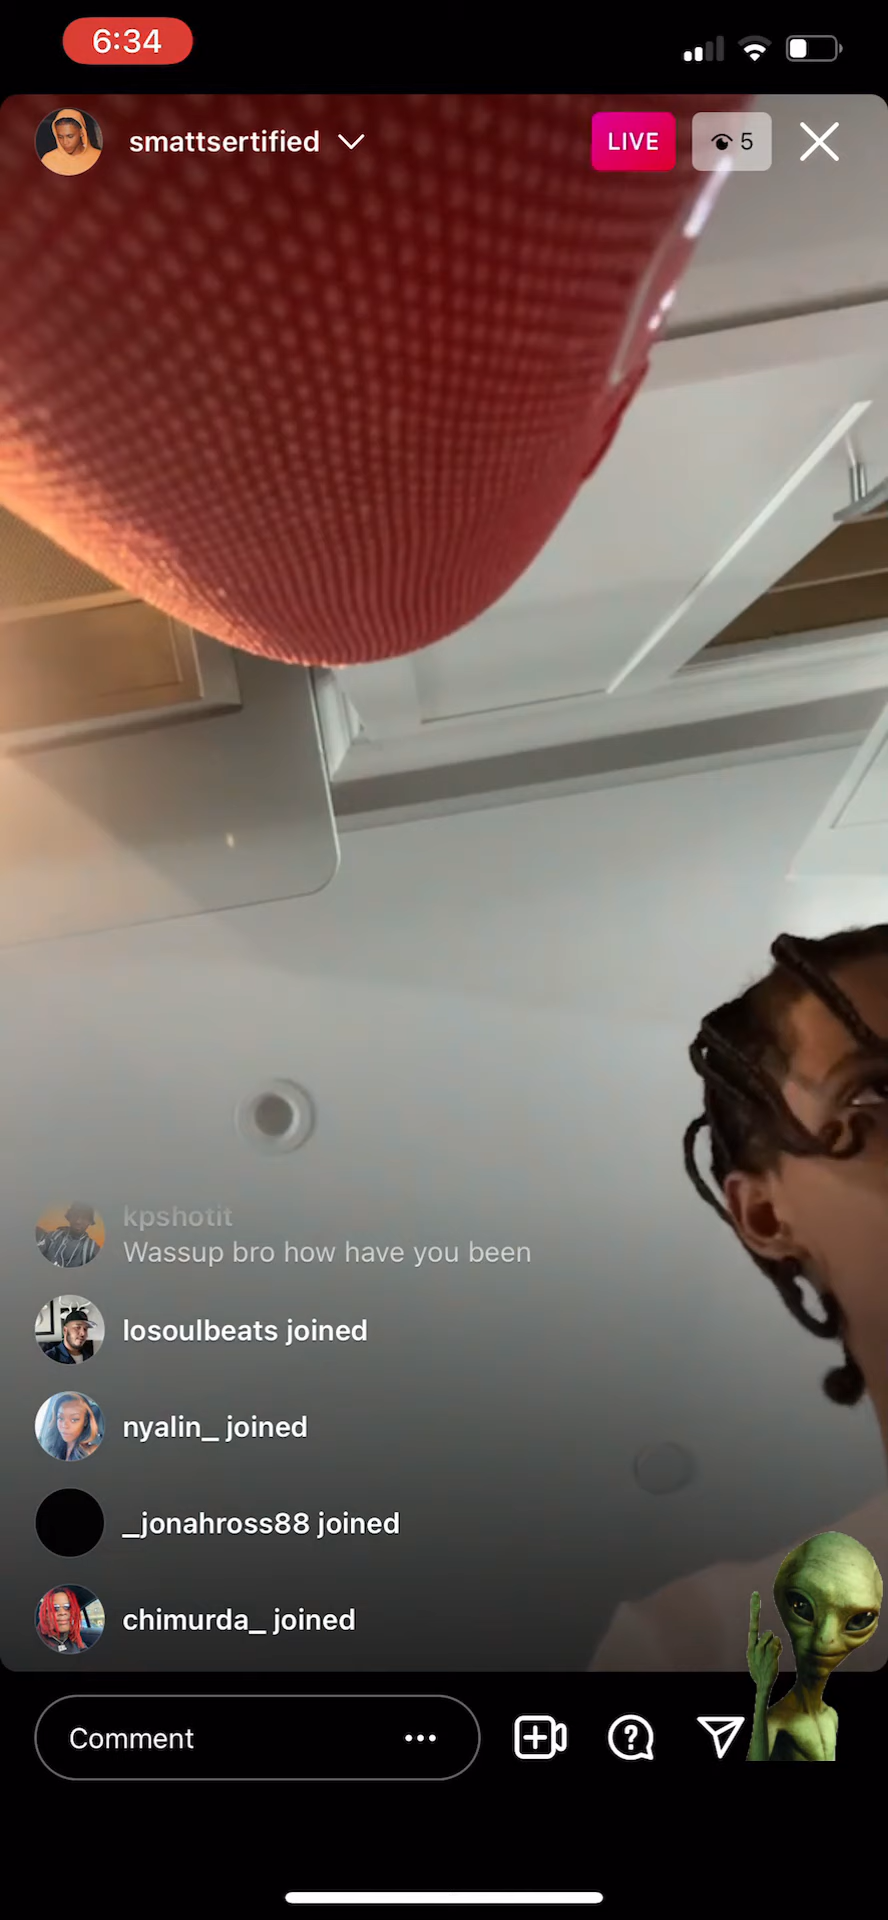 6:34
smattsertified
LIVE
5
kpshotit
Wassup bro how have you been
losoulbeats joined
nyalin_ joined
_jonahross88 joined
chimurda_ joined
Comment